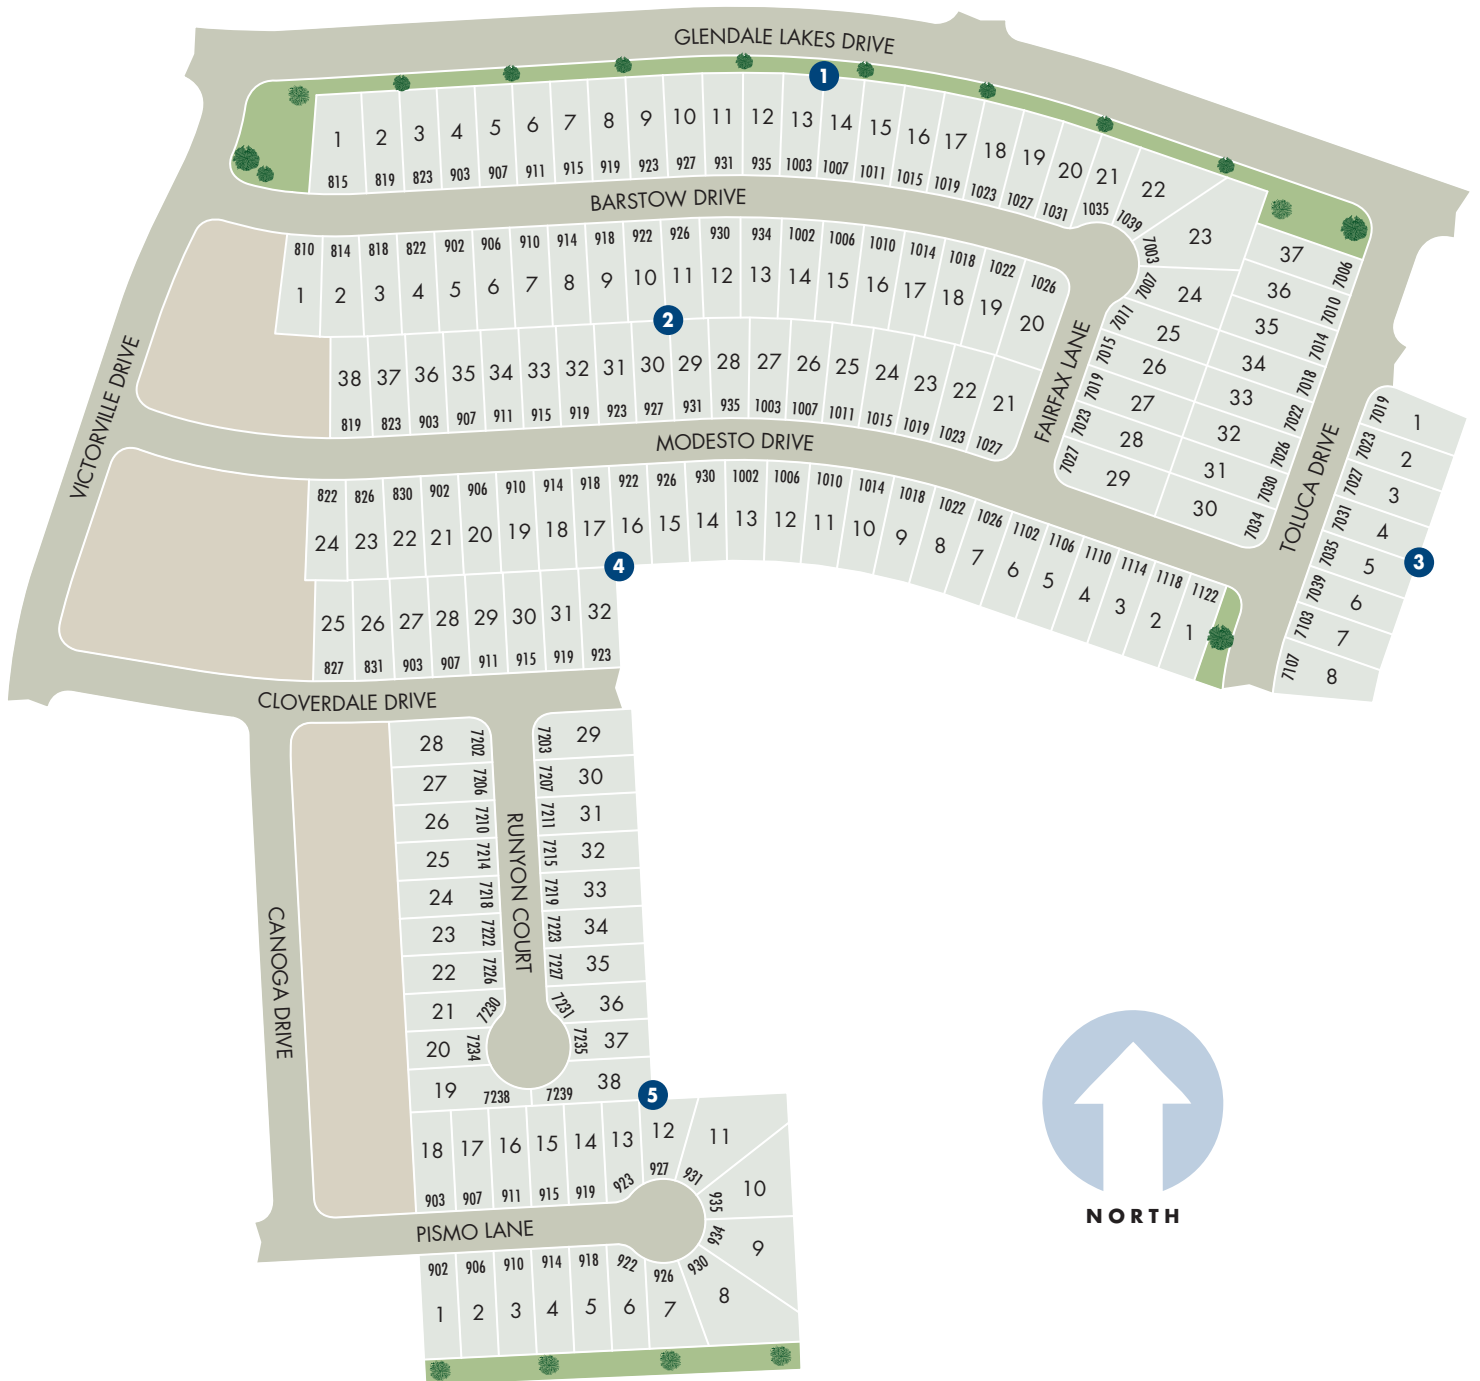 GLENDALE LAKES DRIVE
1
1 2 3 4 5 6 7 8 9 10 11 12 13 14 15 16 17 18 19 20 21 22 23
815 819 823 903 907 911 915 919 923 927 931 935 1003 1007 1011 1015 1019 1023 1027 1031 1035 1039 7003
BARSTOW DRIVE
810 814 818 822 902 906 910 914 918 922 926 930 934 1002 1006 1010 1014 1018 1022 1026
1 2 3 4 5 6 7 8 9 10 11 12 13 14 15 16 17 18 19 20
2
38 37 36 35 34 33 32 31 30 29 28 27 26 25 24 23 22 21
819 823 903 907 911 915 919 923 927 931 935 1003 1007 1011 1015 1019 1023 1027
7007 24
7011 25
7015 26
7019 27
7023 28
7027 29
37 7006
36 7010
35 7014
34 7018
33 7022
32 7026
31 7030
30 7034
FAIRFAX LANE
VICTORVILLE DRIVE
MODESTO DRIVE
TOLUCA DRIVE
7019 1
7023 2
7027 3
7031 4
7035 5
3
7039 6
7103 7
7107 8
822 826 830 902 906 910 914 918 922 926 930 1002 1006 1010 1014 1018 1022 1026 1102 1106 1110 1114 1118 1122
24 23 22 21 20 19 18 17 16 15 14 13 12 11 10 9 8 7 6 5 4 3 2 1
4
25 26 27 28 29 30 31 32
827 831 903 907 911 915 919 923
CLOVERDALE DRIVE
28 7202 7203 29
27 7206 7207 30
26 7210 7211 31
25 7214 7215 32
24 7218 7219 33
23 7222 7223 34
22 7226 7227 35
21 7230 7231 36
20 7234 7235 37
19 7238 7239 38
RUNYON COURT
CANOGA DRIVE
5
18 17 16 15 14 13 12 11 10 9
903 907 911 915 919 923 927 931 935 934
PISMO LANE
902 906 910 914 918 922 926 930
1 2 3 4 5 6 7 8
NORTH